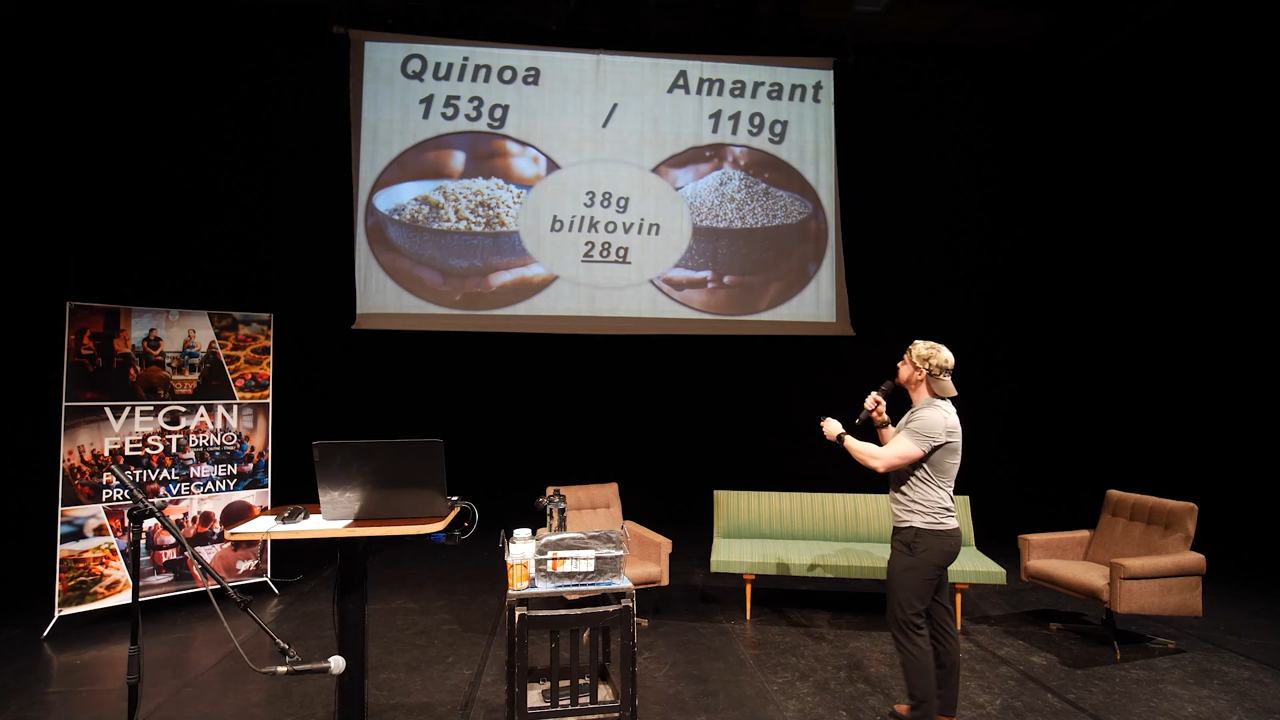 Quinoa
153g
/
Amarant
119g
38g
bílkovin
28g
VEGAN
FEST BRNO
FESTIVAL NEJEN
PRO VEGANY